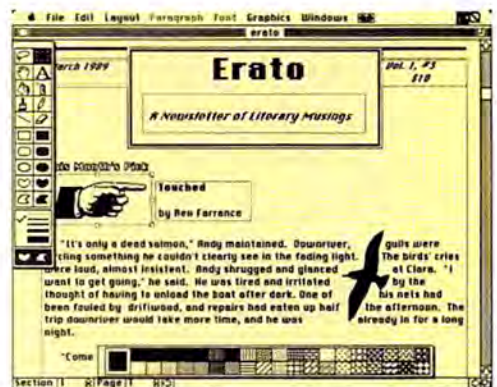 File Edit Layout Paragraph Font Graphics Windows
erato
March 1989
Erato
Vol. 1, #5
$10
A Newsletter of Literary Musings
his Month's Pick
Touched
by Ren Farrance
"It's only a dead salmon," Andy maintained. Downriver, gulls were
cling something he couldn't clearly see in the fading light. The birds' cries
were loud, almost insistent. Andy shrugged and glanced at Clara. "I
want to get going," he said. He was tired and irritated by the
thought of having to unload the boat after dark. One of his nets had
been fouled by driftwood, and repairs had eaten up half the afternoon. The
trip downriver would take more time, and he was already in for a long
night.
"Come
Section 1 Page 1